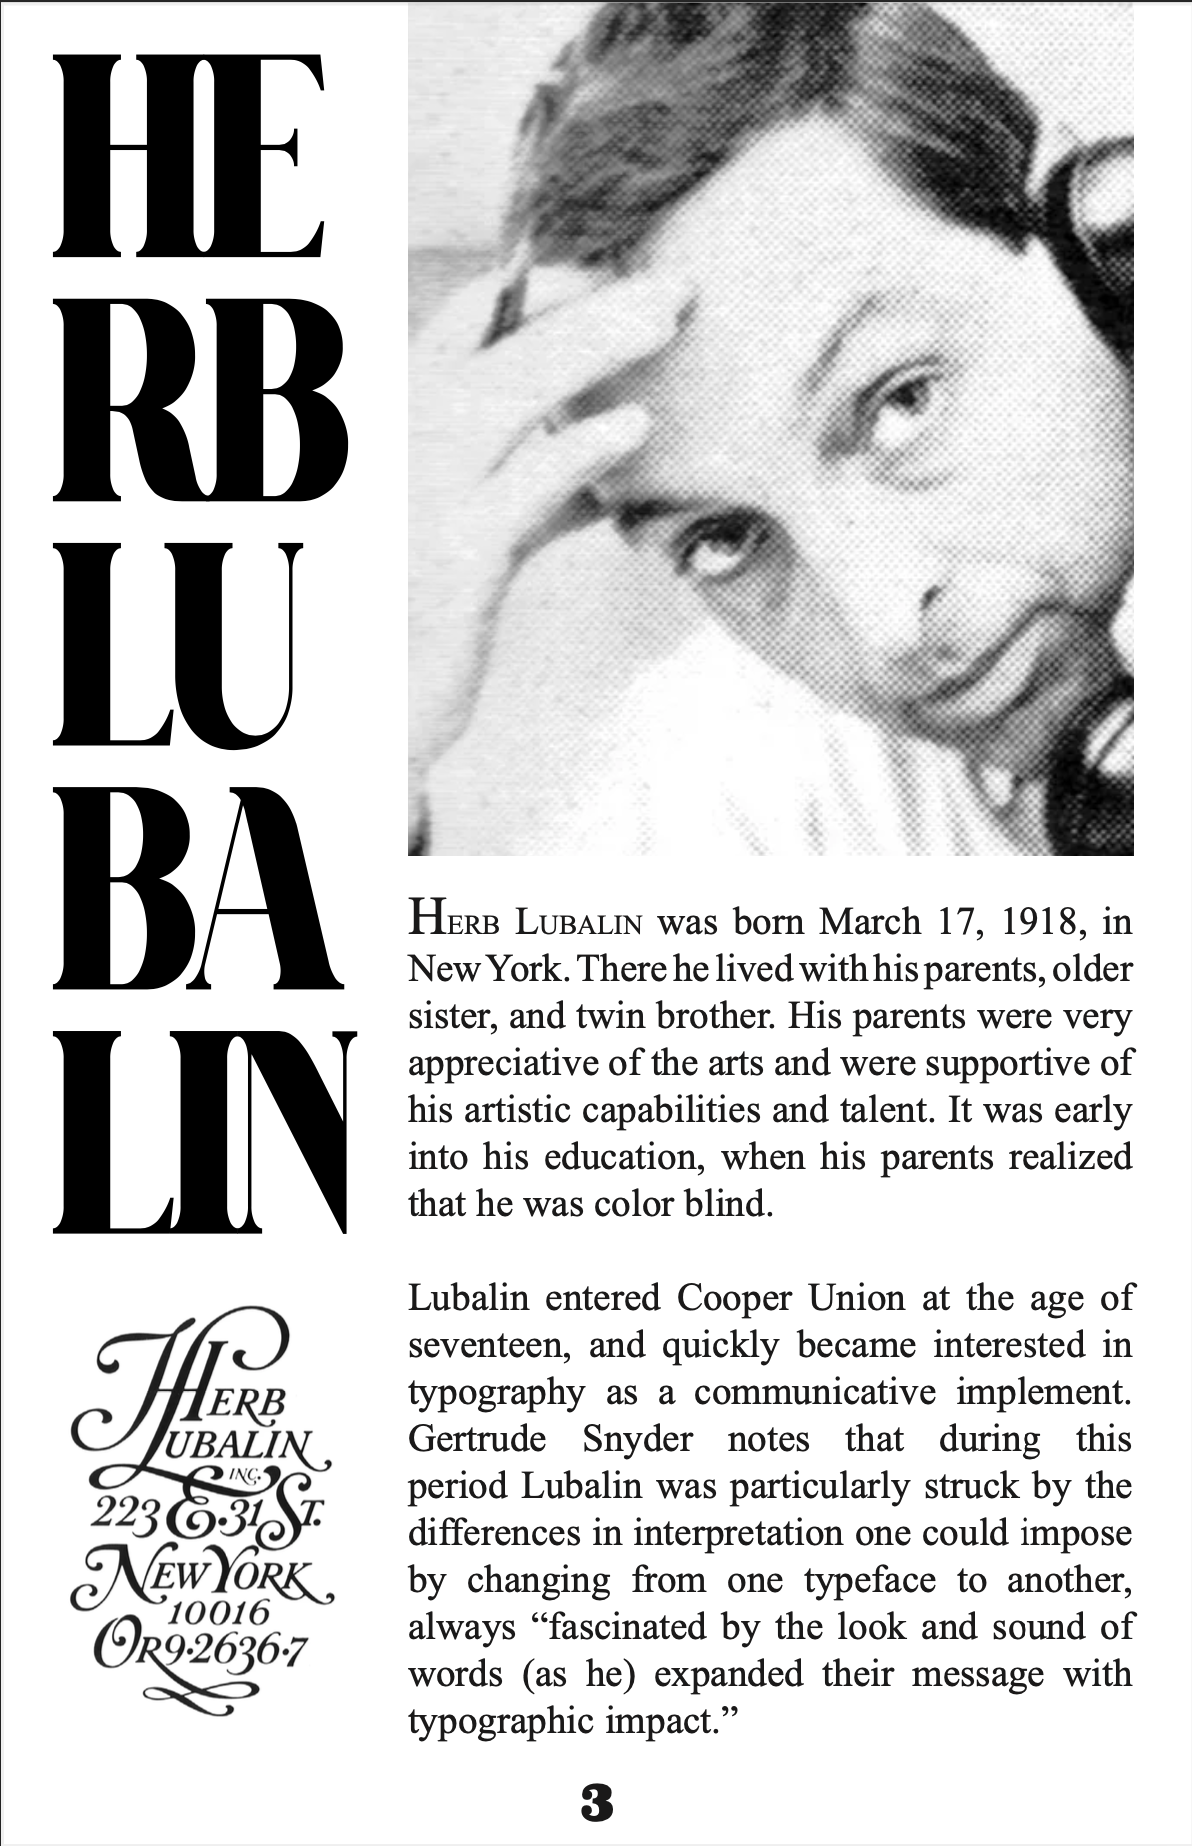 HE
RB
LU
BA
LIN
HERB
LUBALIN
INC.
223 E.31 ST.
NEW YORK
10016
OR9·2636·7
HERB LUBALIN was born March 17, 1918, in
New York. There he lived with his parents, older
sister, and twin brother. His parents were very
appreciative of the arts and were supportive of
his artistic capabilities and talent. It was early
into his education, when his parents realized
that he was color blind.
Lubalin entered Cooper Union at the age of
seventeen, and quickly became interested in
typography as a communicative implement.
Gertrude Snyder notes that during this
period Lubalin was particularly struck by the
differences in interpretation one could impose
by changing from one typeface to another,
always “fascinated by the look and sound of
words (as he) expanded their message with
typographic impact.”
3